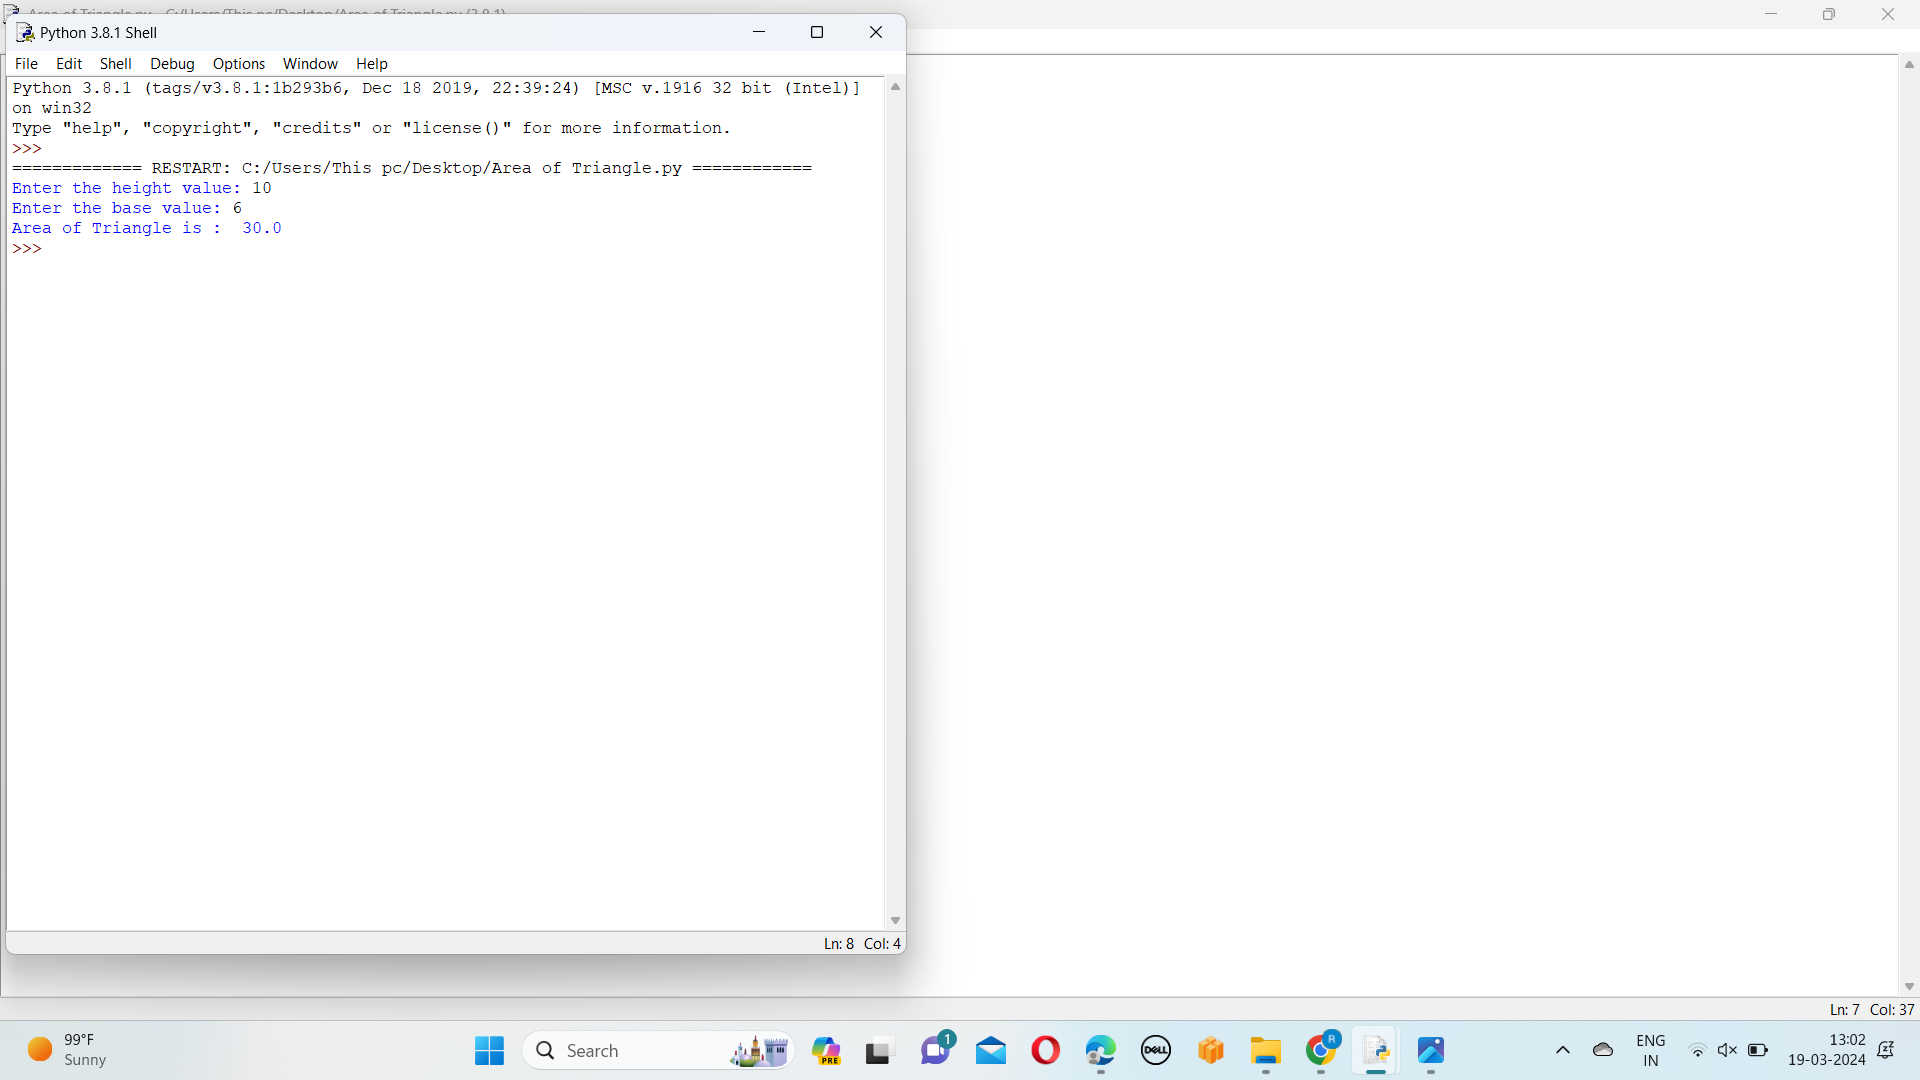 Area of Triangle.py - C:/Users/This pc/Desktop/Area of Triangle.py (3.8.1)
Python 3.8.1 Shell
File Edit Shell Debug Options Window Help
Python 3.8.1 (tags/v3.8.1:1b293b6, Dec 18 2019, 22:39:24) [MSC v.1916 32 bit (Intel)]
on win32
Type "help", "copyright", "credits" or "license()" for more information.
>>>
============= RESTART: C:/Users/This pc/Desktop/Area of Triangle.py ============
Enter the height value: 10
Enter the base value: 6
Area of Triangle is :  30.0
>>>
Ln: 8 Col: 4
Ln: 7 Col: 37
99°F
Sunny
Search
PRE
1
DELL
R
ENG
IN
13:02
19-03-2024